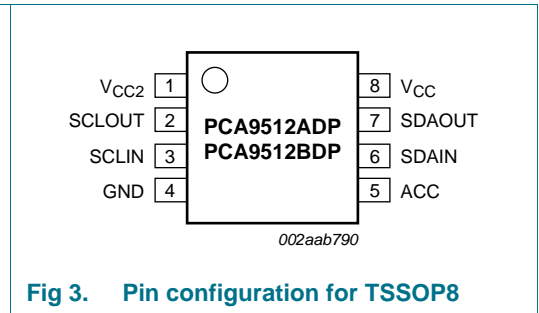 VCC2 1 8 VCC
SCLOUT 2 PCA9512ADP 7 SDAOUT
SCLIN 3 PCA9512BDP 6 SDAIN
GND 4 5 ACC
002aab790
Fig 3. Pin configuration for TSSOP8